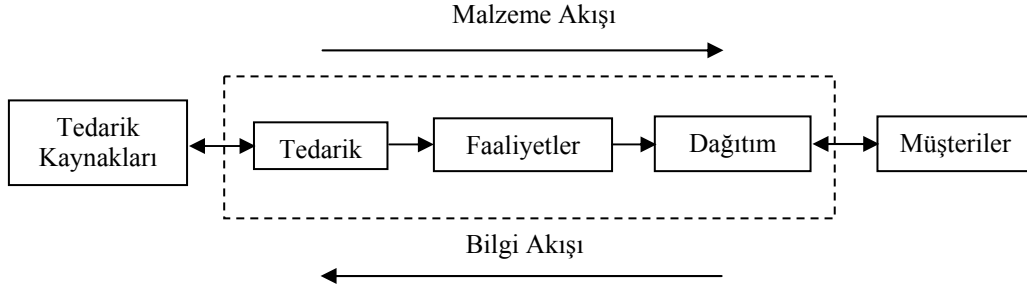 Malzeme Akışı
Tedarik
Kaynakları
Tedarik
Faaliyetler
Dağıtım
Müşteriler
Bilgi Akışı